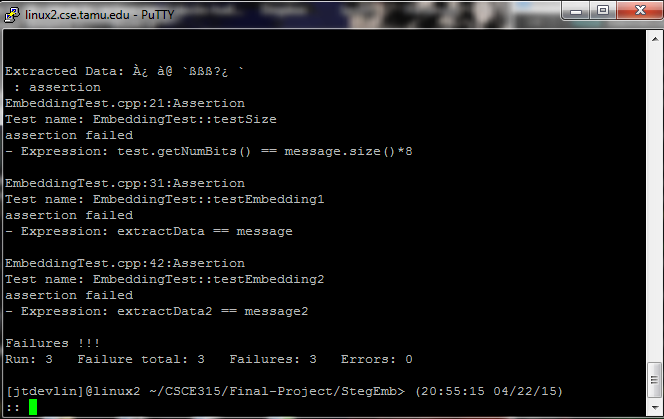 linux2.cse.tamu.edu - PuTTY
Extracted Data: À¿ à@ `ßßß?¿ `
: assertion
EmbeddingTest.cpp:21:Assertion
Test name: EmbeddingTest::testSize
assertion failed
- Expression: test.getNumBits() == message.size()*8
EmbeddingTest.cpp:31:Assertion
Test name: EmbeddingTest::testEmbedding1
assertion failed
- Expression: extractData == message
EmbeddingTest.cpp:42:Assertion
Test name: EmbeddingTest::testEmbedding2
assertion failed
- Expression: extractData2 == message2
Failures !!!
Run: 3   Failure total: 3   Failures: 3   Errors: 0
[jtdevlin]@linux2 ~/CSCE315/Final-Project/StegEmb> (20:55:15 04/22/15)
::